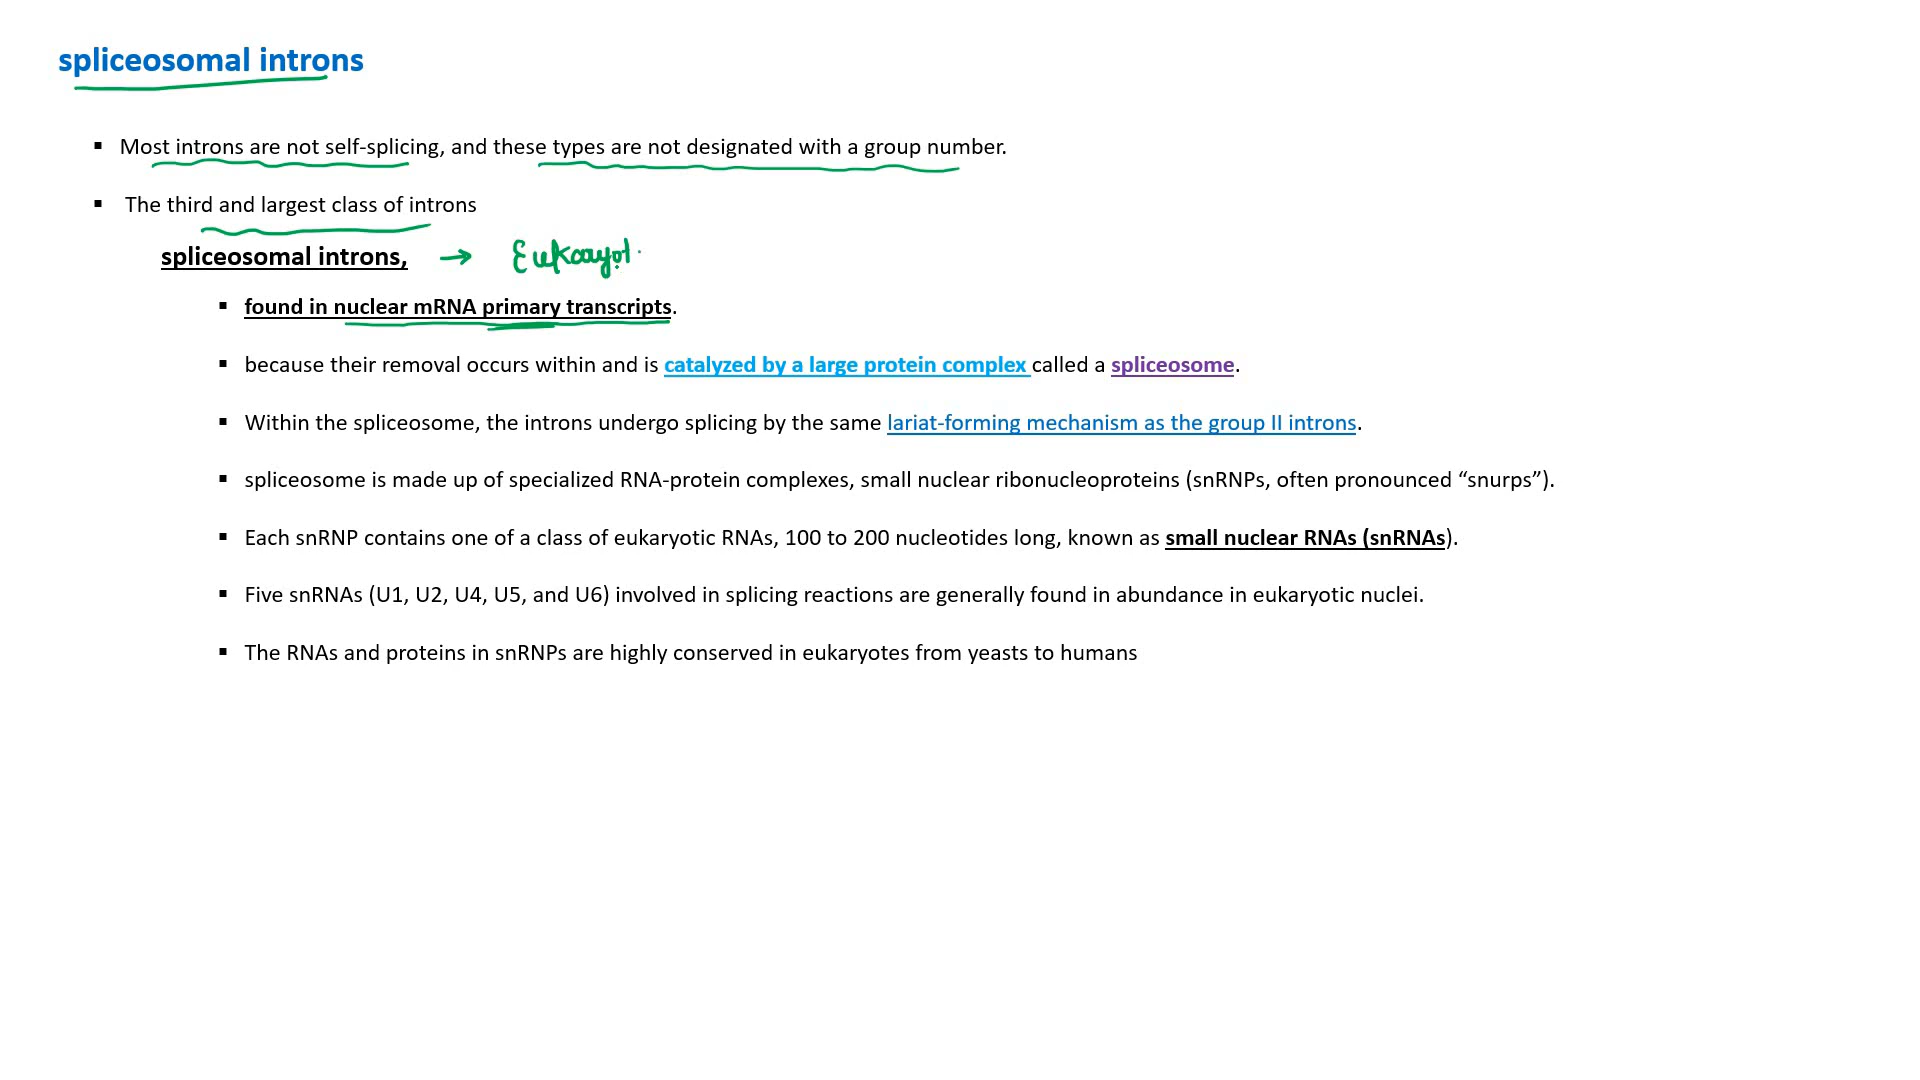 spliceosomal introns
▪ Most introns are not self-splicing, and these types are not designated with a group number.
▪ The third and largest class of introns
spliceosomal introns, → Eukaryot.
▪ found in nuclear mRNA primary transcripts.
▪ because their removal occurs within and is catalyzed by a large protein complex called a spliceosome.
▪ Within the spliceosome, the introns undergo splicing by the same lariat-forming mechanism as the group II introns.
▪ spliceosome is made up of specialized RNA-protein complexes, small nuclear ribonucleoproteins (snRNPs, often pronounced “snurps”).
▪ Each snRNP contains one of a class of eukaryotic RNAs, 100 to 200 nucleotides long, known as small nuclear RNAs (snRNAs).
▪ Five snRNAs (U1, U2, U4, U5, and U6) involved in splicing reactions are generally found in abundance in eukaryotic nuclei.
▪ The RNAs and proteins in snRNPs are highly conserved in eukaryotes from yeasts to humans